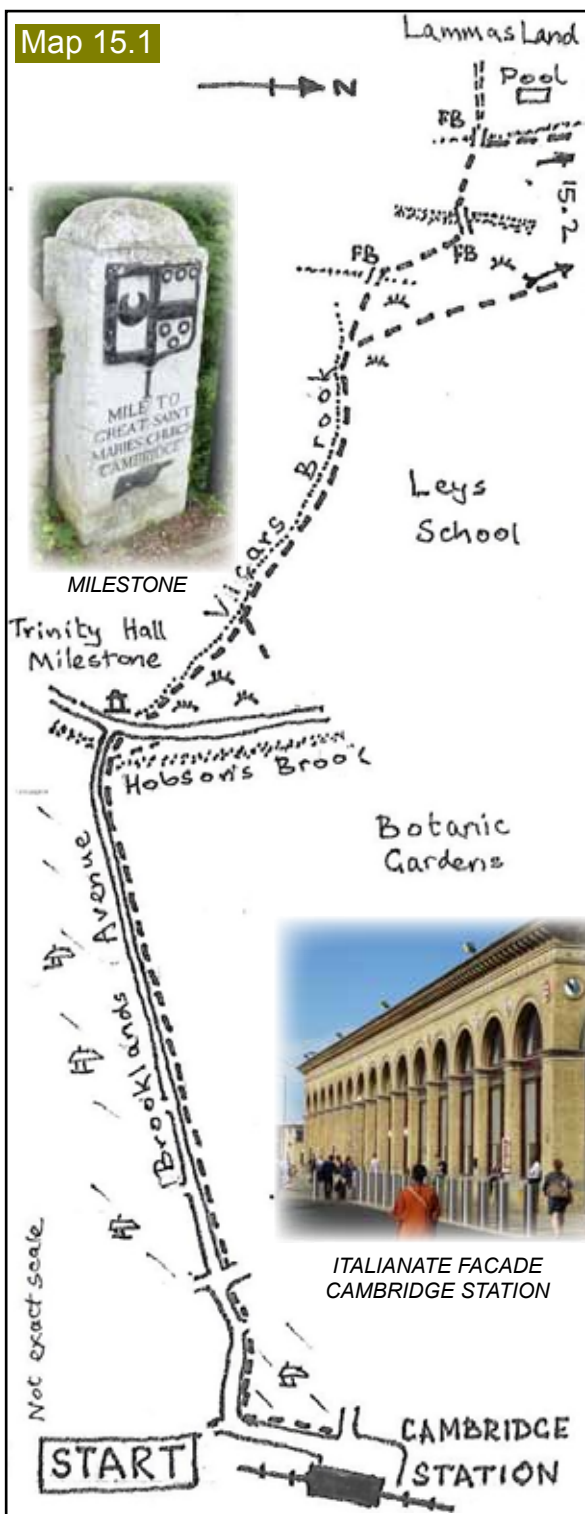 Map 15.1
Lammas Land
Pool
N
FB
15.2
FB
FB
MILE TO
GREAT SAINT
MARIES CHURCH
CAMBRIDGE
MILESTONE
Vicars Brook
Leys
School
Trinity Hall
Milestone
Hobson's Brook
Botanic
Gardens
Brooklands Avenue
ITALIANATE FACADE
CAMBRIDGE STATION
Not exact scale
START
CAMBRIDGE
STATION